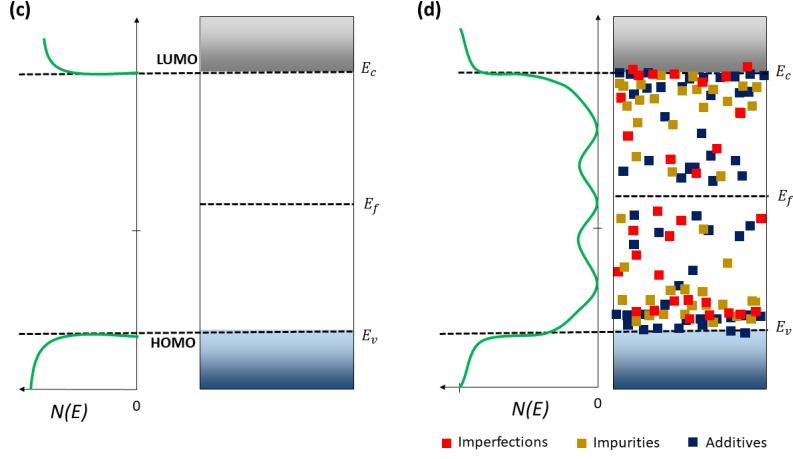 (c)
LUMO
E_c
E_f
HOMO
E_v
N(E)
0
(d)
E_c
E_f
E_v
N(E)
0
Imperfections
Impurities
Additives